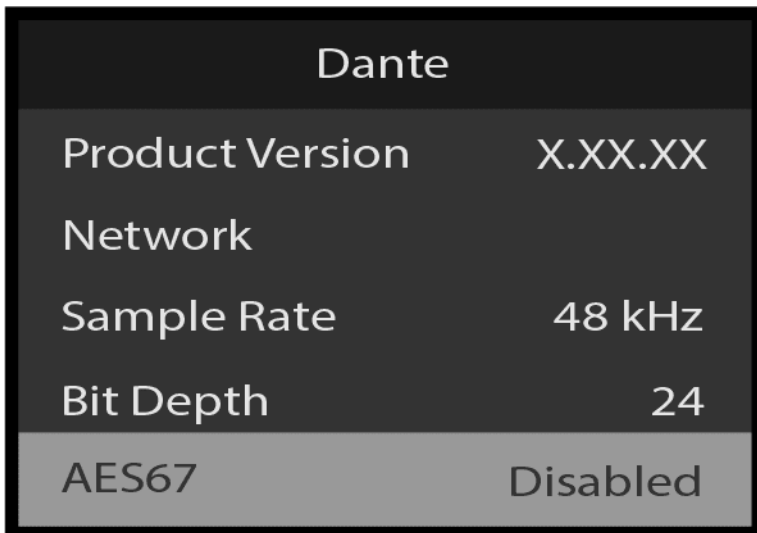 Dante
Product Version X.XX.XX
Network
Sample Rate 48 kHz
Bit Depth 24
AES67 Disabled